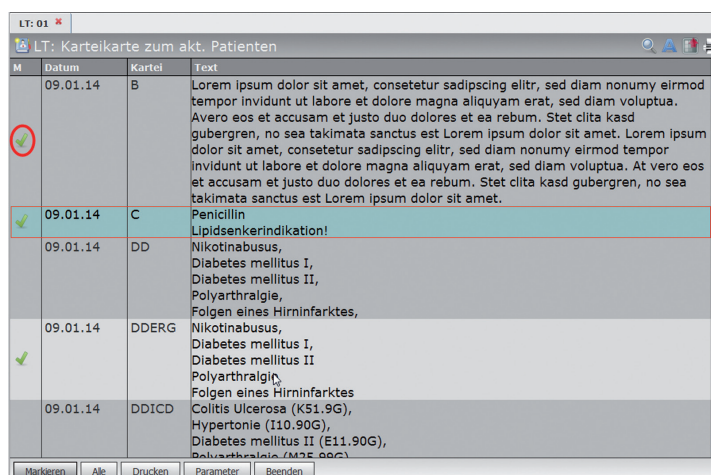 LT: 01
LT: Karteikarte zum akt. Patienten
M Datum Kartei Text
09.01.14 B Lorem ipsum dolor sit amet, consetetur sadipscing elitr, sed diam nonumy eirmod
tempor invidunt ut labore et dolore magna aliquyam erat, sed diam voluptua.
Avero eos et accusam et justo duo dolores et ea rebum. Stet clita kasd
gubergren, no sea takimata sanctus est Lorem ipsum dolor sit amet. Lorem ipsum
dolor sit amet, consetetur sadipscing elitr, sed diam nonumy eirmod tempor
invidunt ut labore et dolore magna aliquyam erat, sed diam voluptua. At vero eos
et accusam et justo duo dolores et ea rebum. Stet clita kasd gubergren, no sea
takimata sanctus est Lorem ipsum dolor sit amet.
09.01.14 C Penicillin
Lipidsenkerindikation!
09.01.14 DD Nikotinabusus,
Diabetes mellitus I,
Diabetes mellitus II,
Polyarthralgie,
Folgen eines Hirninfarktes,
09.01.14 DDERG Nikotinabusus,
Diabetes mellitus I,
Diabetes mellitus II
Polyarthralgie,
Folgen eines Hirninfarktes
09.01.14 DDICD Colitis Ulcerosa (K51.9G),
Hypertonie (I10.90G),
Diabetes mellitus II (E11.90G),
Polyarthralgie (M25.99G)
Markieren Alle Drucken Parameter Beenden